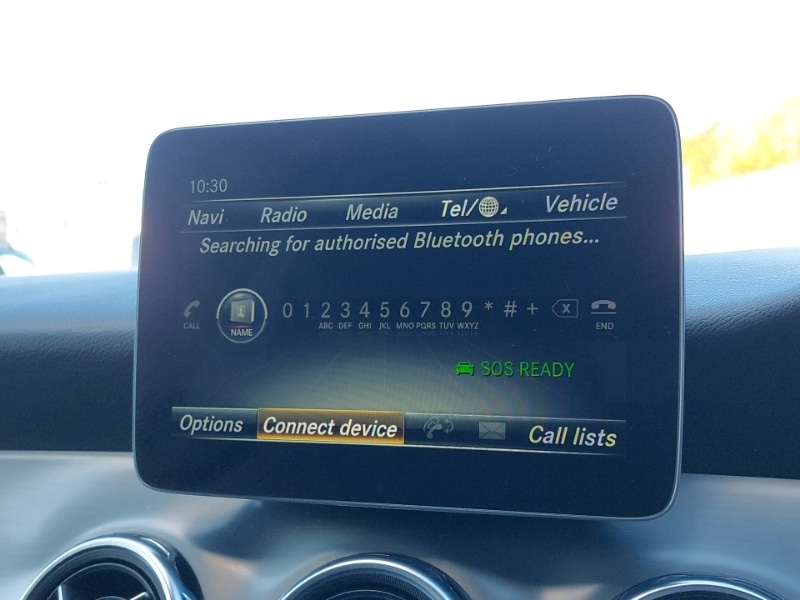 10:30
Navi Radio Media Tel/ Vehicle
Searching for authorised Bluetooth phones...
0 1 2 3 4 5 6 7 8 9 * # +
CALL NAME ABC DEF GHI JKL MNO PQRS TUV WXYZ END
SOS READY
Options Connect device Call lists